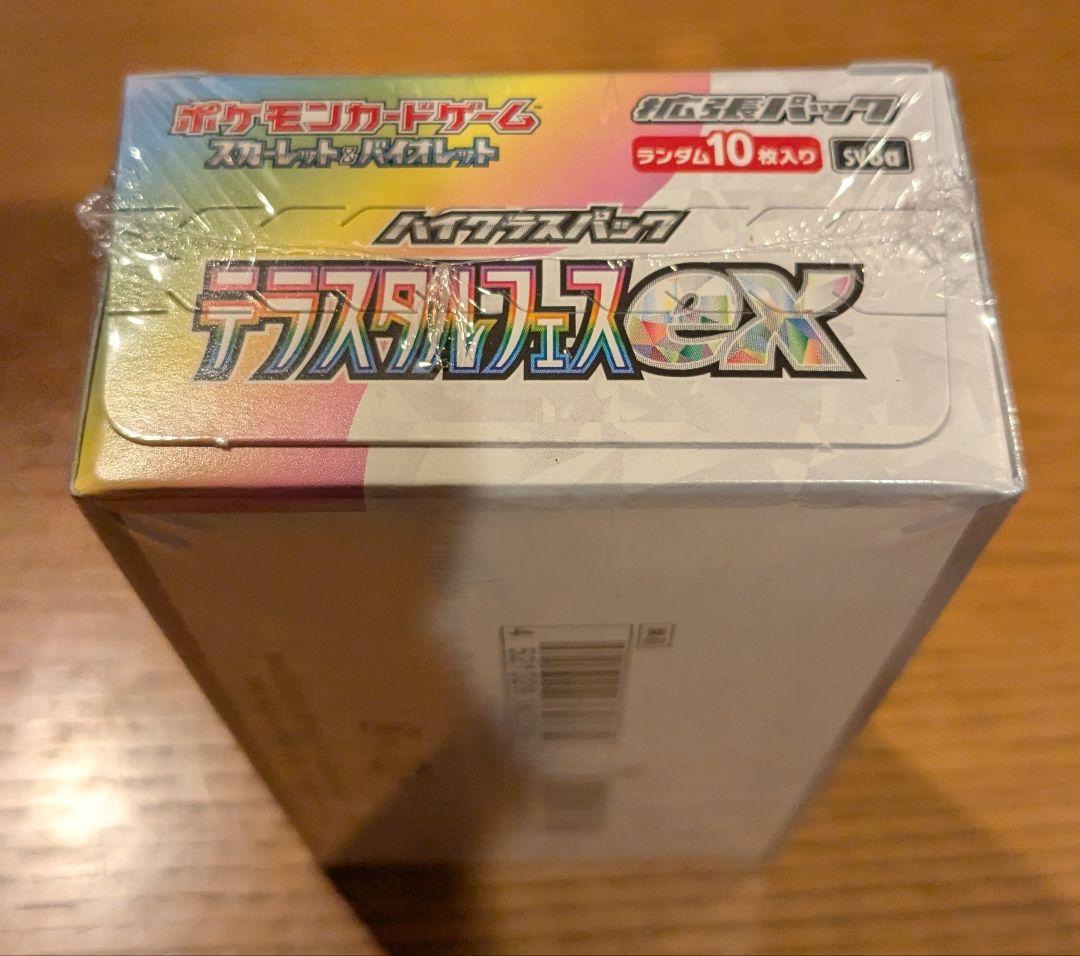 ポケモンカードゲーム
スカーレット&バイオレット
拡張パック
ランダム10枚入り
sv8a
ハイクラスパック
テラスタルフェスex